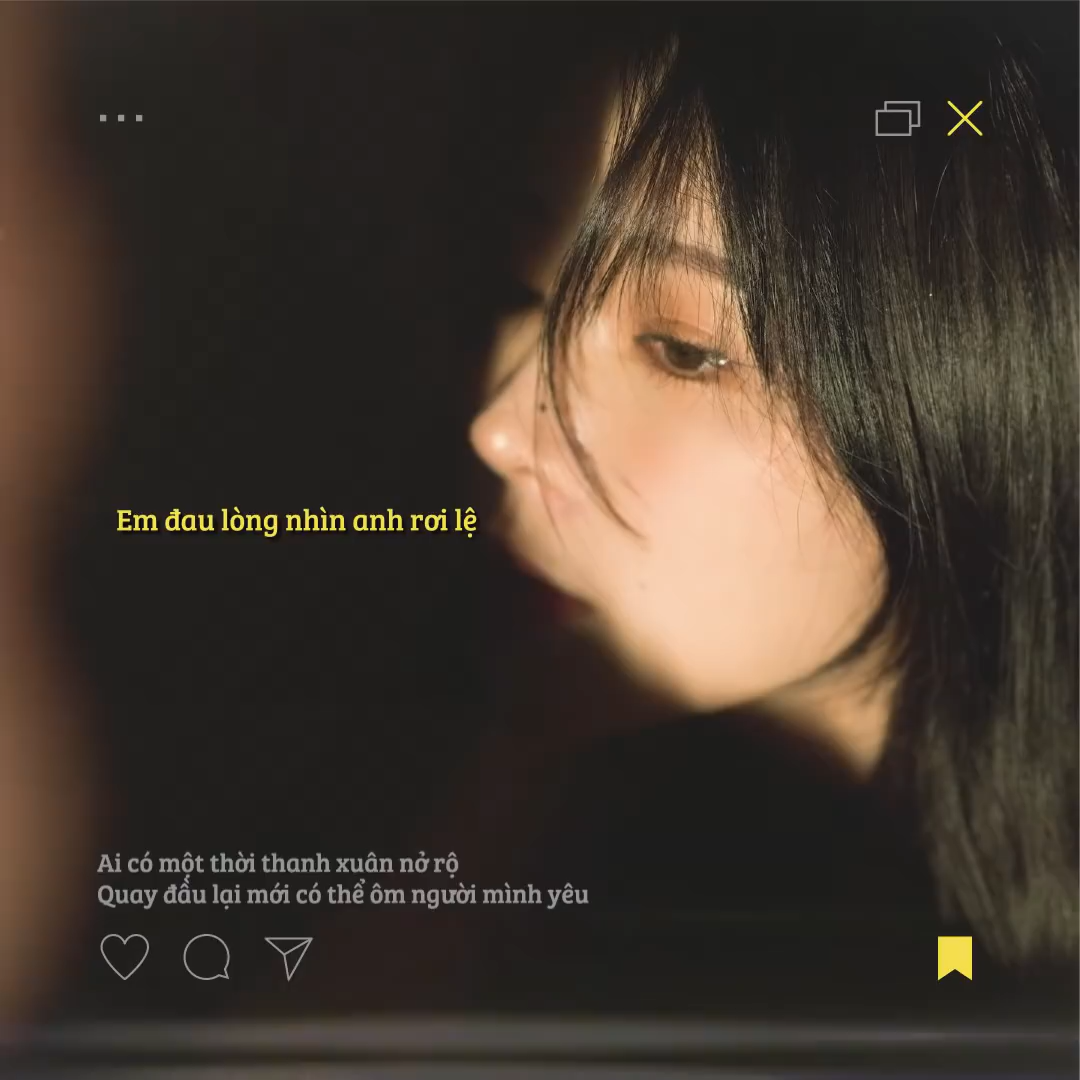 Em đau lòng nhìn anh rơi lệ
Ai có một thời thanh xuân nở rộ
Quay đầu lại mới có thể ôm người mình yêu